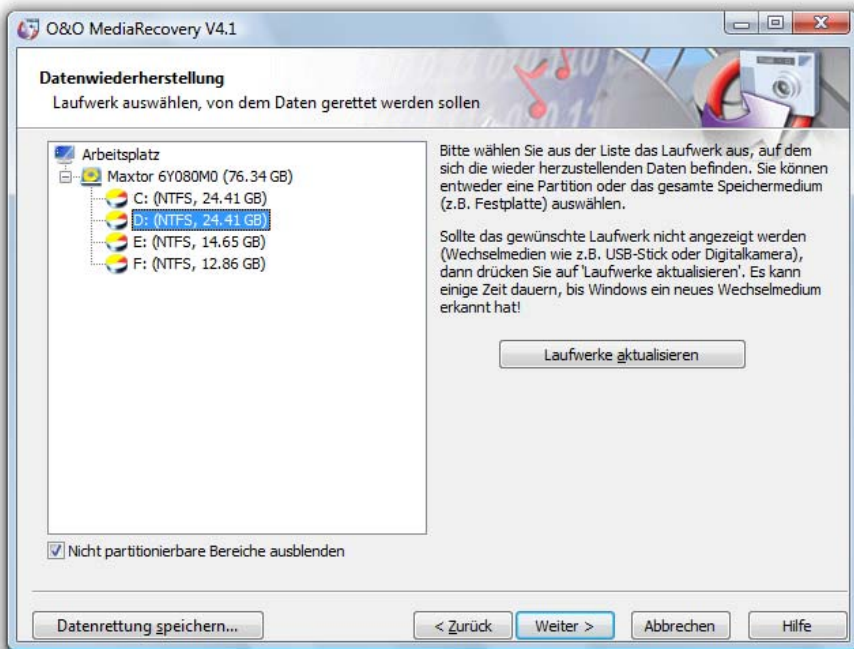 O&O MediaRecovery V4.1
Datenwiederherstellung
Laufwerk auswählen, von dem Daten gerettet werden sollen
Arbeitsplatz
Maxtor 6Y080M0 (76.34 GB)
C: (NTFS, 24.41 GB)
D: (NTFS, 24.41 GB)
E: (NTFS, 14.65 GB)
F: (NTFS, 12.86 GB)
Nicht partitionierbare Bereiche ausblenden
Bitte wählen Sie aus der Liste das Laufwerk aus, auf dem
sich die wieder herzustellenden Daten befinden. Sie können
entweder eine Partition oder das gesamte Speichermedium
(z.B. Festplatte) auswählen.
Sollte das gewünschte Laufwerk nicht angezeigt werden
(Wechselmedien wie z.B. USB-Stick oder Digitalkamera),
dann drücken Sie auf 'Laufwerke aktualisieren'. Es kann
einige Zeit dauern, bis Windows ein neues Wechselmedium
erkannt hat!
Laufwerke aktualisieren
Datenrettung speichern...
< Zurück
Weiter >
Abbrechen
Hilfe